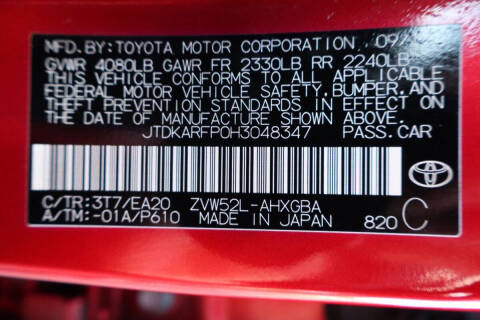 MFD. BY: TOYOTA MOTOR CORPORATION 09/
GVWR 4080LB GAWR FR 2330LB RR 2240LB
THIS VEHICLE CONFORMS TO ALL APPLICABLE
FEDERAL MOTOR VEHICLE SAFETY, BUMPER, AND
THEFT PREVENTION STANDARDS IN EFFECT ON
THE DATE OF MANUFACTURE SHOWN ABOVE.
JTDKARFP0H3048347 PASS. CAR
TOYOTA
C/TR: 3T7/EA20 ZVW52L-AHXGBA
A/TM: -01A/P610 MADE IN JAPAN 820 C